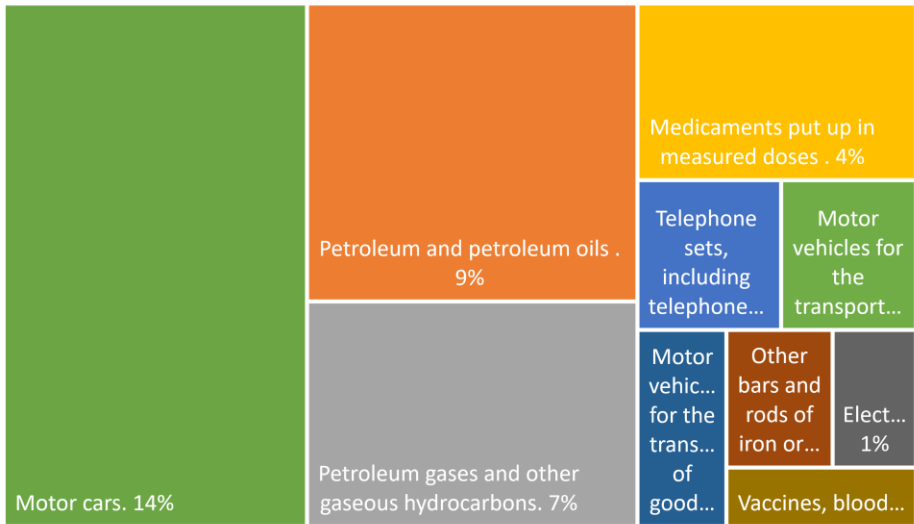 Motor cars. 14%
Petroleum and petroleum oils .
9%
Petroleum gases and other
gaseous hydrocarbons. 7%
Medicaments put up in
measured doses . 4%
Telephone
sets,
including
telephone...
Motor
vehicles for
the
transport...
Motor
vehic...
for the
trans...
of
good...
Other
bars and
rods of
iron or...
Elect...
1%
Vaccines, blood...